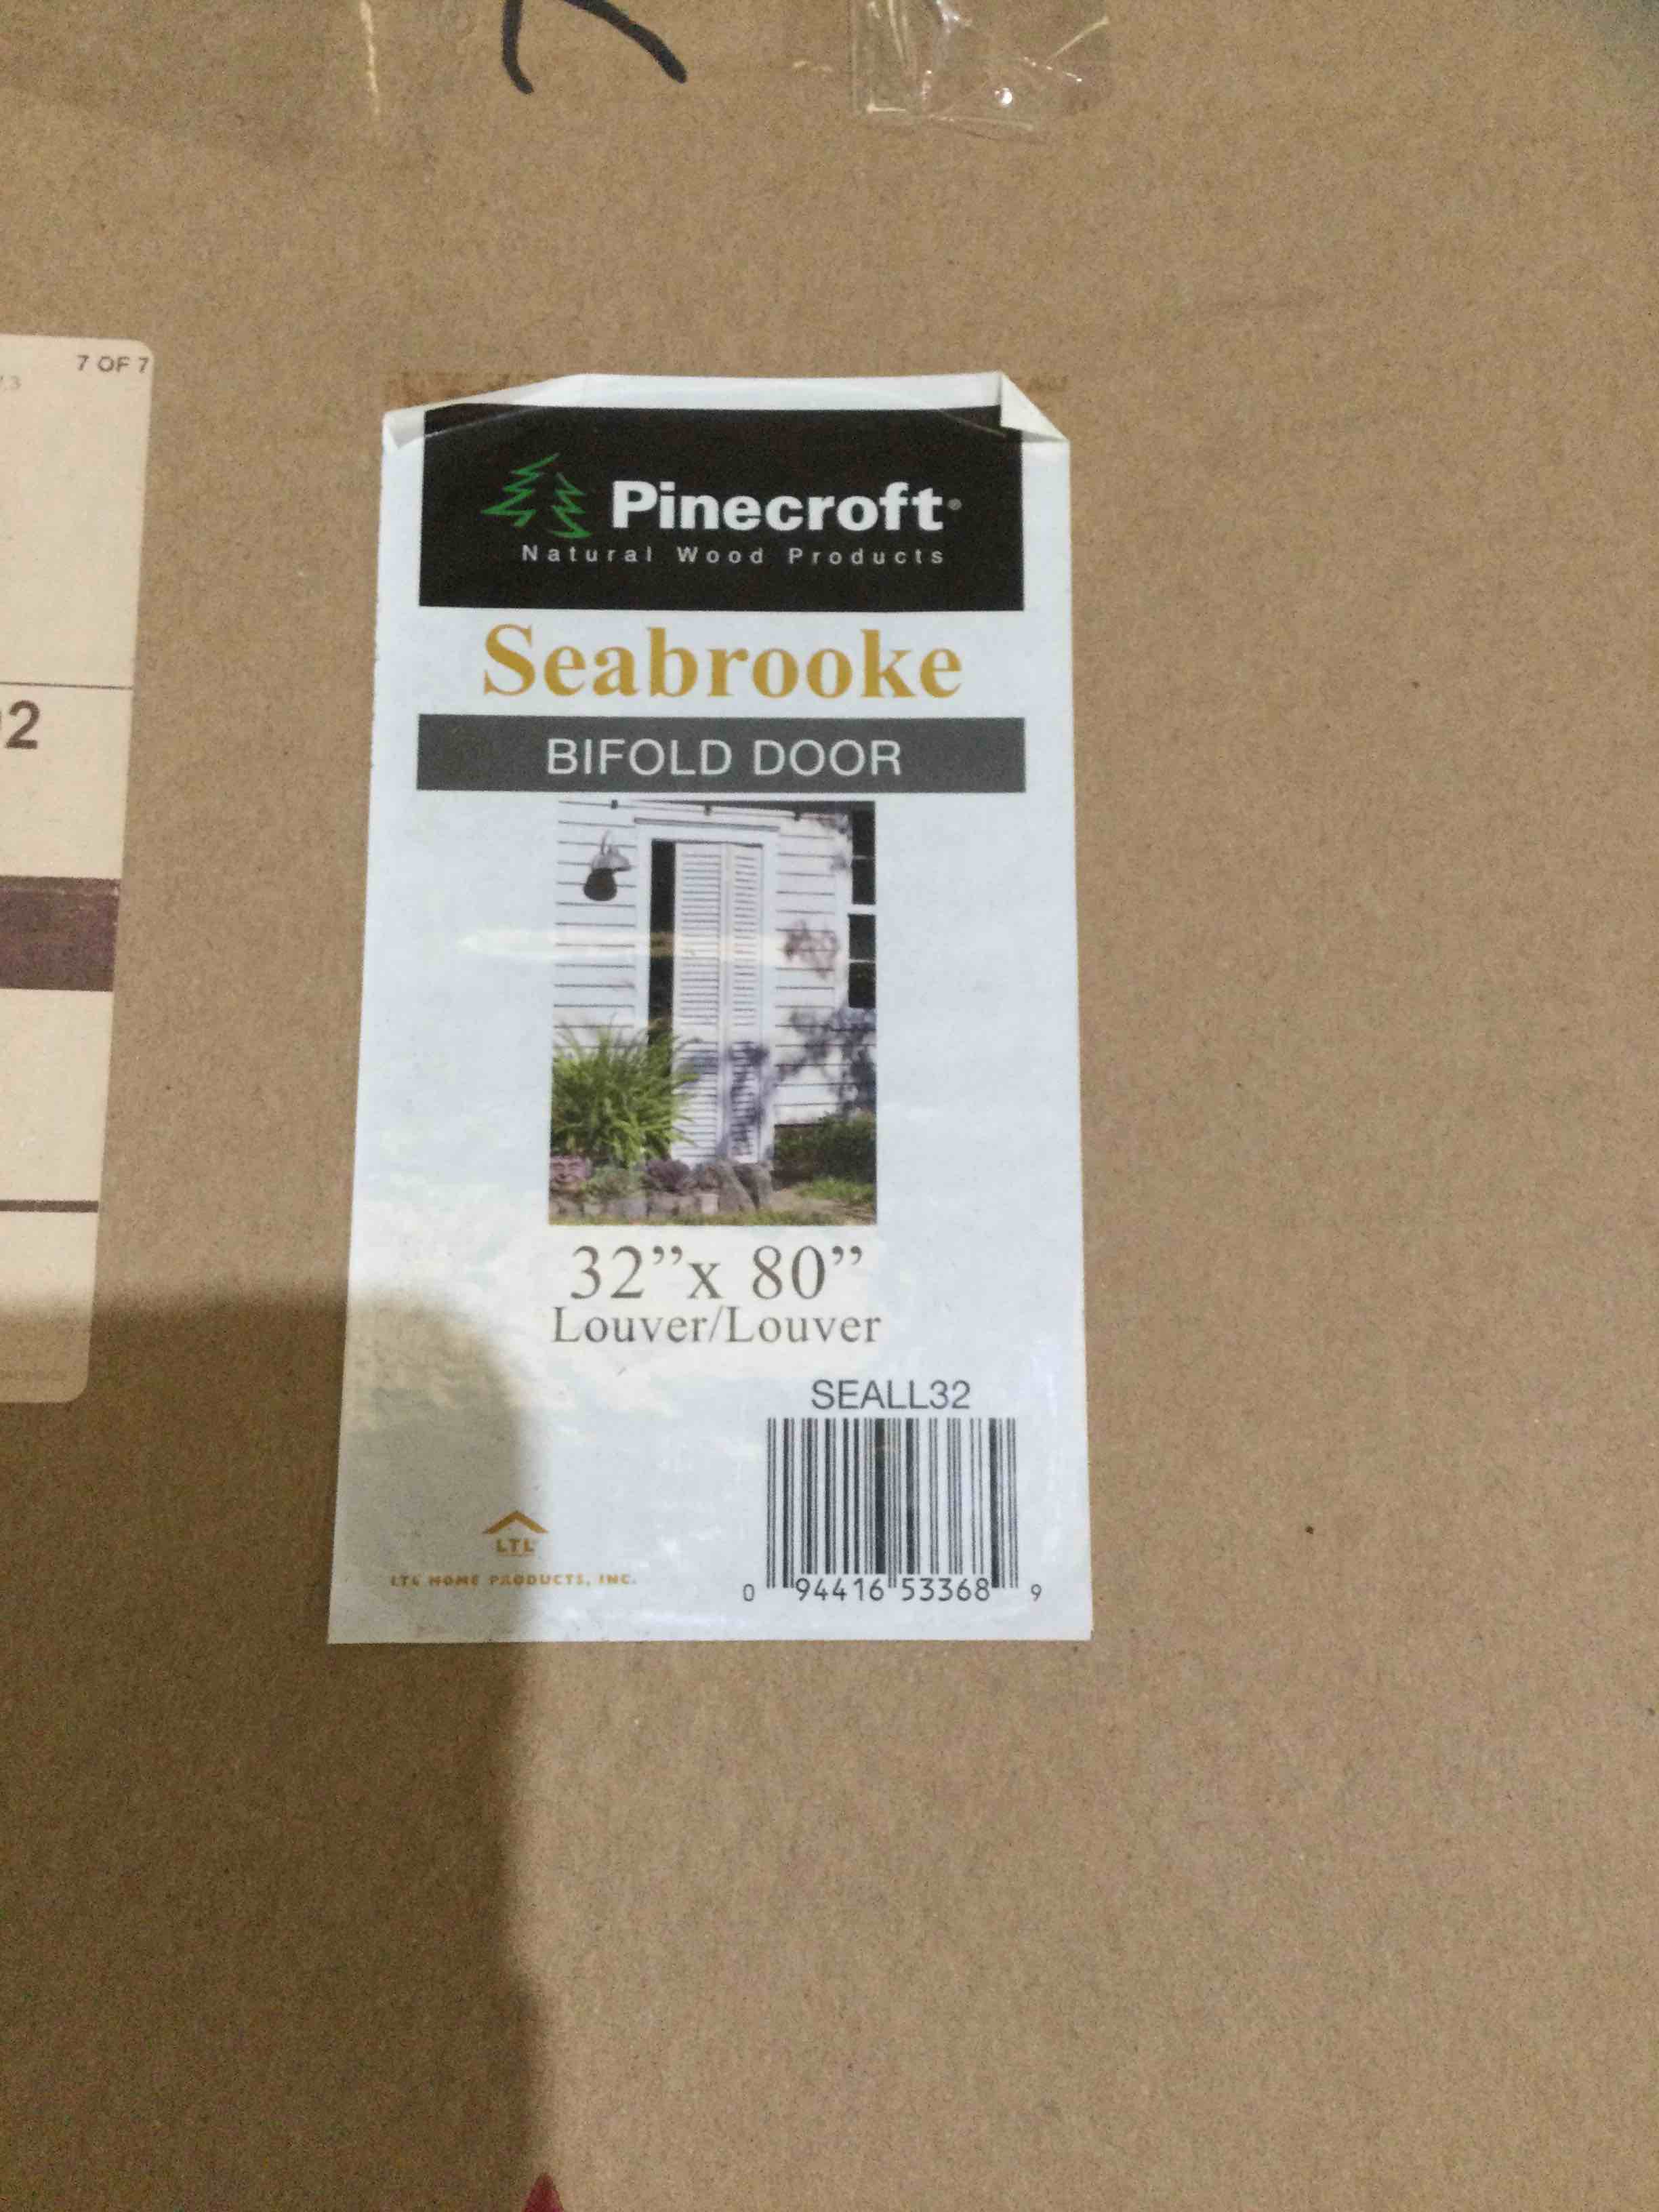 7 OF 7
2
Pinecroft®
Natural Wood Products
Seabrooke
BIFOLD DOOR
32”x 80”
Louver/Louver
SEALL32
LTL
LTL HOME PRODUCTS, INC.
0 94416 53368 9